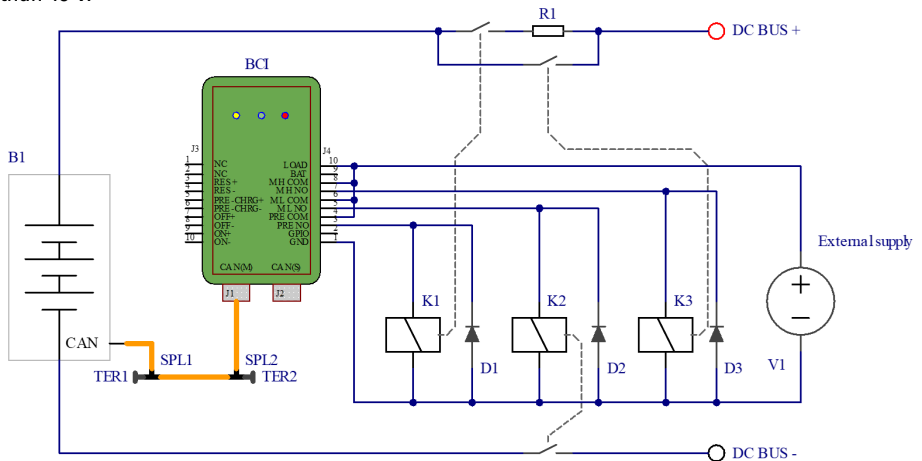 R1
DC BUS +
BCI
B1
J3
J4
1 NC
2 NC
3 RES+
4 RES-
5 PRE-CHRG+
6 PRE-CHRG-
7 OFF+
8 OFF-
9 ON+
10 ON-
LOAD 10
BAT 9
MH COM 8
MH NO 7
ML COM 6
ML NO 5
PRE COM 4
PRE NO 3
GPIO 2
GND 1
CAN(M) CAN(S)
J1 J2
External supply
K1
K2
K3
CAN
SPL1
SPL2
TER1
TER2
D1
D2
D3
V1
DC BUS -